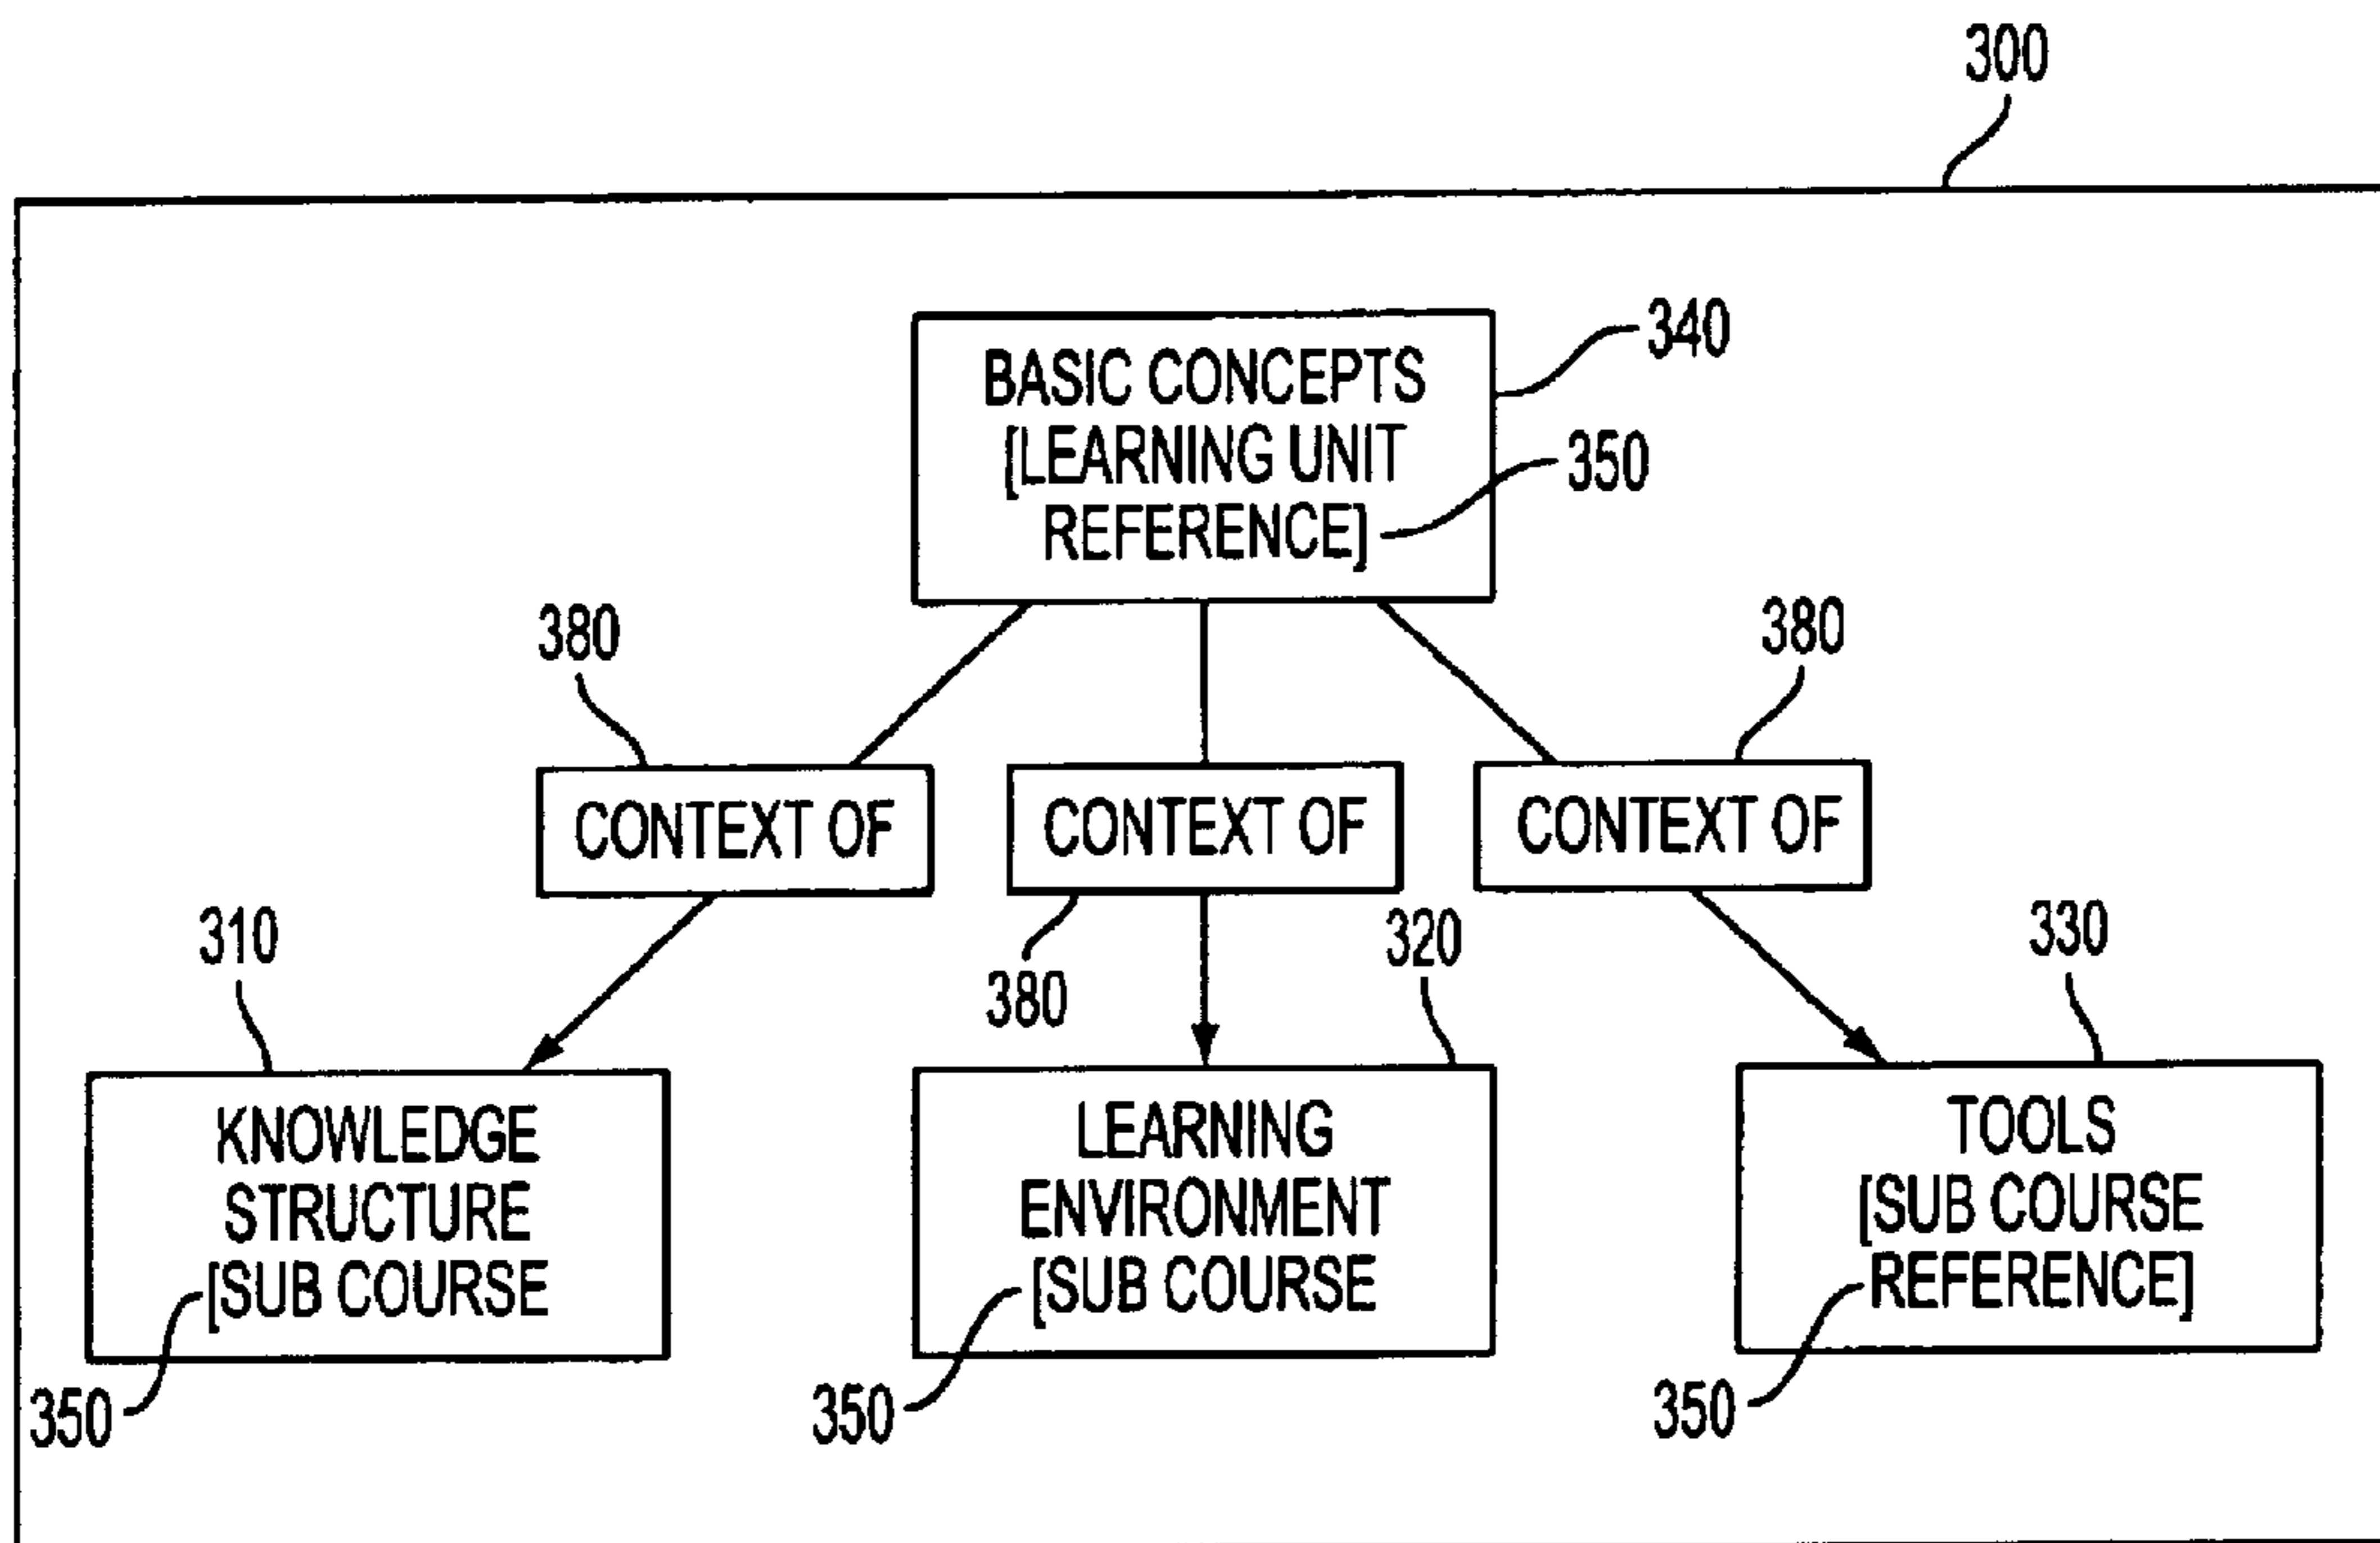 300
340
BASIC CONCEPTS
[LEARNING UNIT
REFERENCE]
350
380
380
CONTEXT OF
CONTEXT OF
CONTEXT OF
310
380
320
330
KNOWLEDGE
STRUCTURE
[SUB COURSE
350
LEARNING
ENVIRONMENT
[SUB COURSE
350
TOOLS
[SUB COURSE
REFERENCE]
350